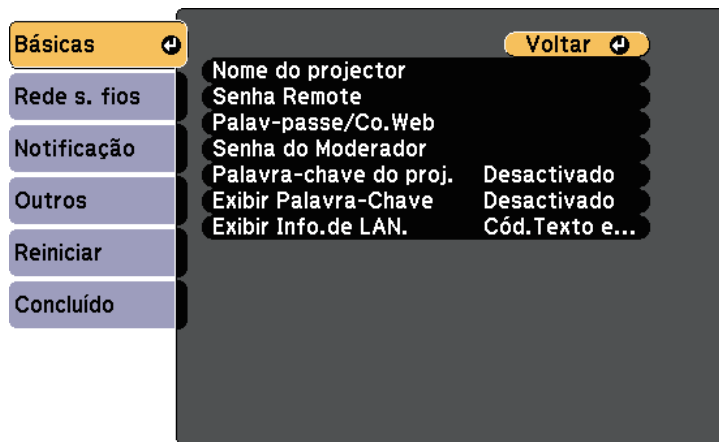 Básicas
Rede s. fios
Notificação
Outros
Reiniciar
Concluído
Voltar
Nome do projector
Senha Remote
Palav-passe/Co.Web
Senha do Moderador
Palavra-chave do proj. Desactivado
Exibir Palavra-Chave Desactivado
Exibir Info.de LAN. Cód.Texto e...